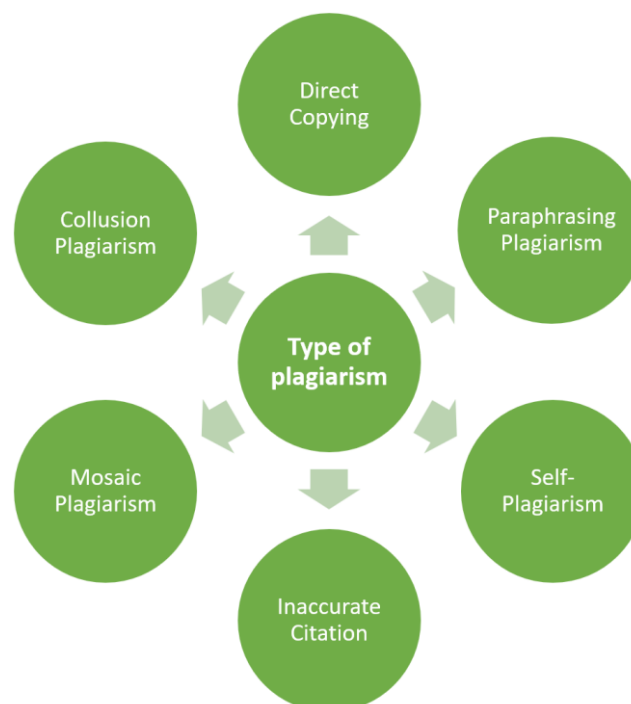 Direct
Copying
Paraphrasing
Plagiarism
Self-
Plagiarism
Inaccurate
Citation
Mosaic
Plagiarism
Collusion
Plagiarism
Type of
plagiarism